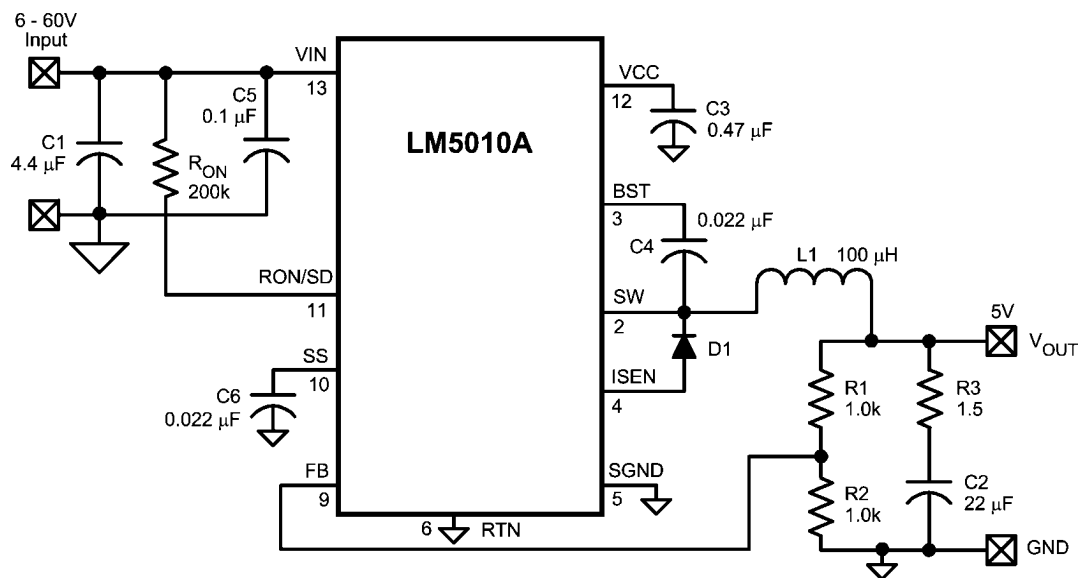 6 - 60V
Input
VIN
13
C5
0.1 μF
C1
4.4 μF
R_ON
200k
RON/SD
11
SS
10
C6
0.022 μF
FB
9
LM5010A
6
RTN
VCC
12
C3
0.47 μF
BST
3
0.022 μF
C4
L1 100 μH
SW
2
D1
ISEN
4
5V
V_OUT
R1
1.0k
R3
1.5
SGND
5
R2
1.0k
C2
22 μF
GND